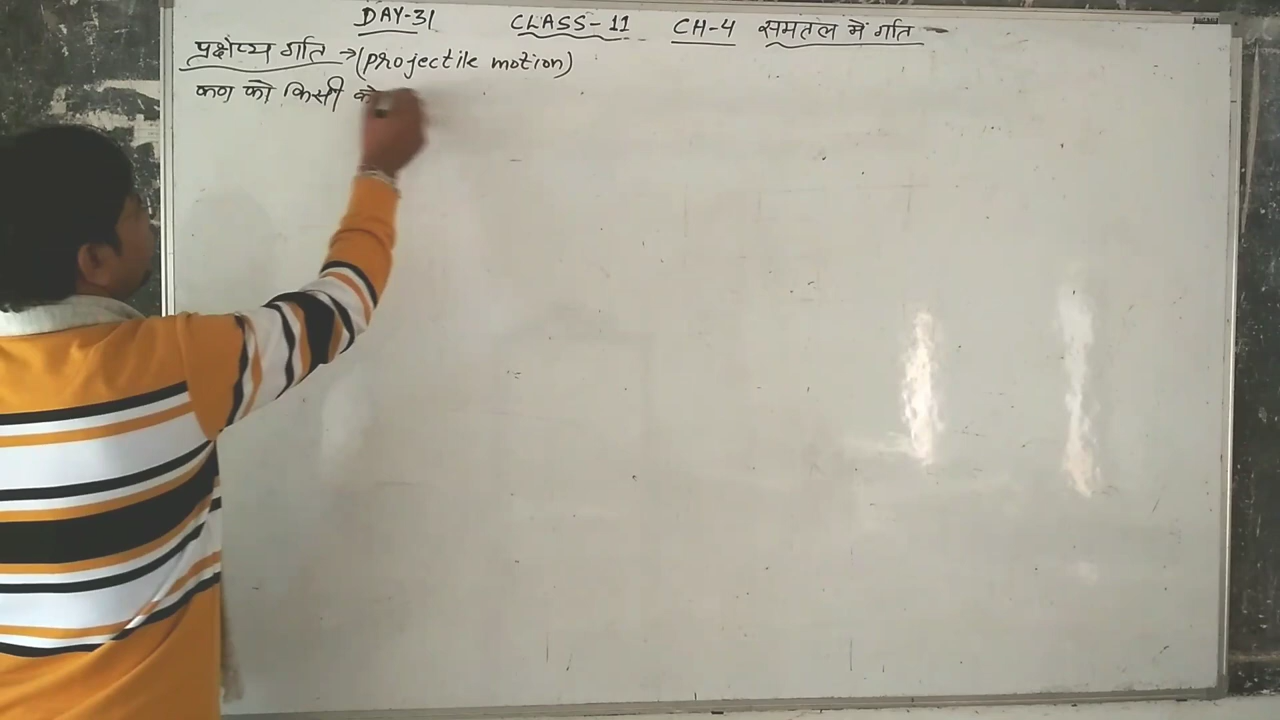 DAY-31 CLASS-11 CH-4 समतल में गति
प्रक्षेप्य गति →(projectile motion)
कण को किसी को